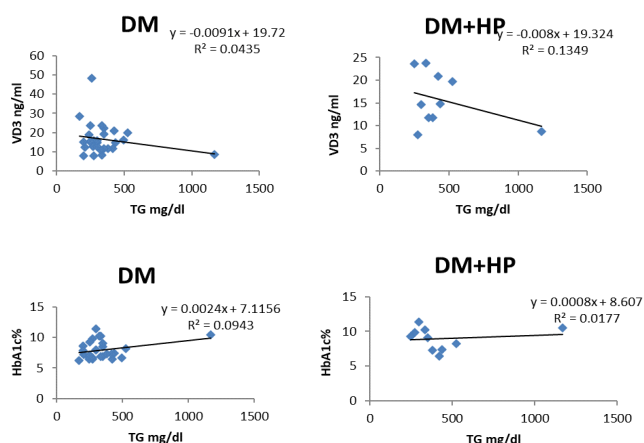 DM
y = -0.0091x + 19.72
R² = 0.0435
60
50
40
30
20
10
0
VD3 ng/ml
0 500 1000 1500
TG mg/dl
DM+HP
y = -0.008x + 19.324
R² = 0.1349
25
20
15
10
5
0
VD3 ng/ml
0 500 1000 1500
TG mg/dl
DM
y = 0.0024x + 7.1156
R² = 0.0943
15
10
5
0
HbA1c%
0 500 1000 1500
TG mg/dl
DM+HP
y = 0.0008x + 8.607
R² = 0.0177
15
10
5
0
HbA1c%
0 500 1000 1500
TG mg/dl